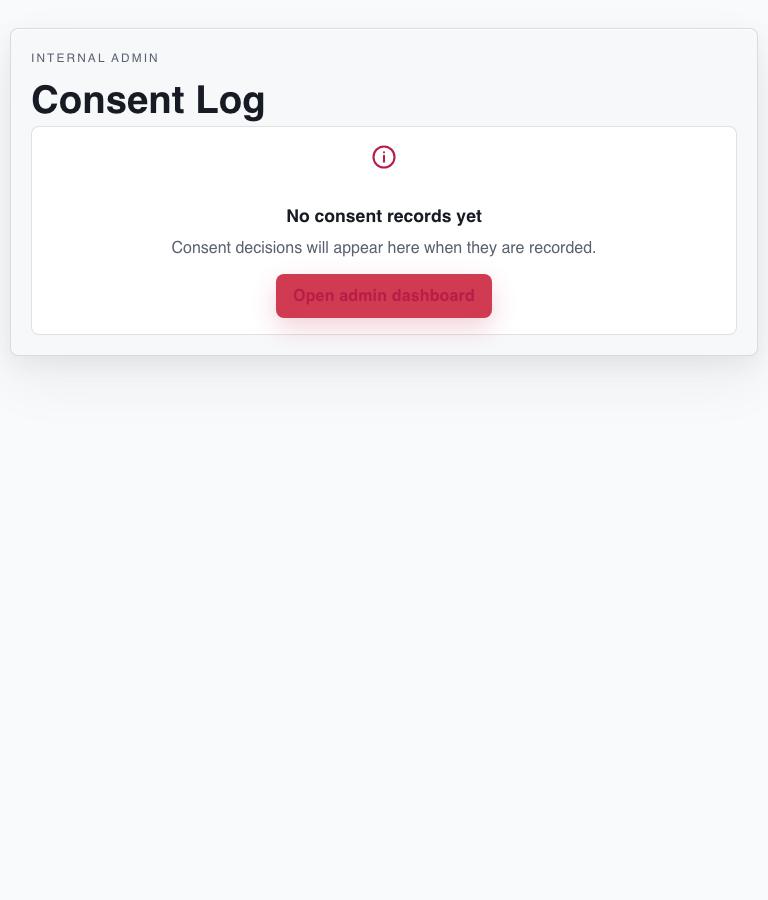 INTERNAL ADMIN
Consent Log
No consent records yet
Consent decisions will appear here when they are recorded.
Open admin dashboard